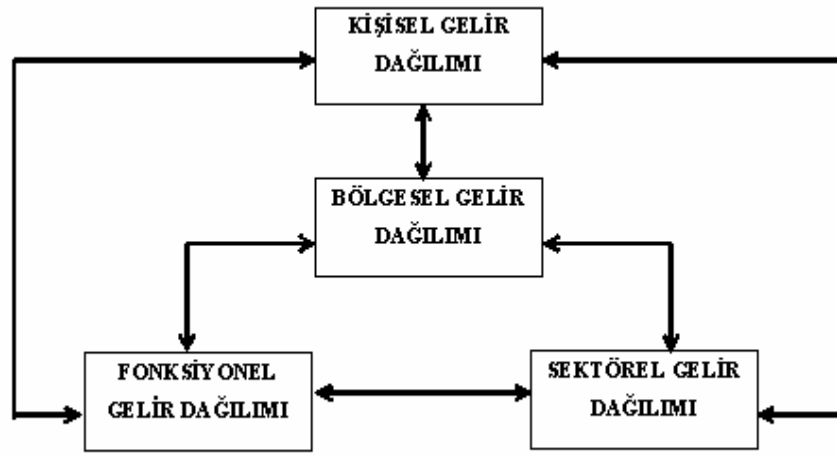 KİŞİSEL GELİR
DAĞILIMI
BÖLGESEL GELİR
DAĞILIMI
FONKSİYONEL
GELİR DAĞILIMI
SEKTÖREL GELİR
DAĞILIMI